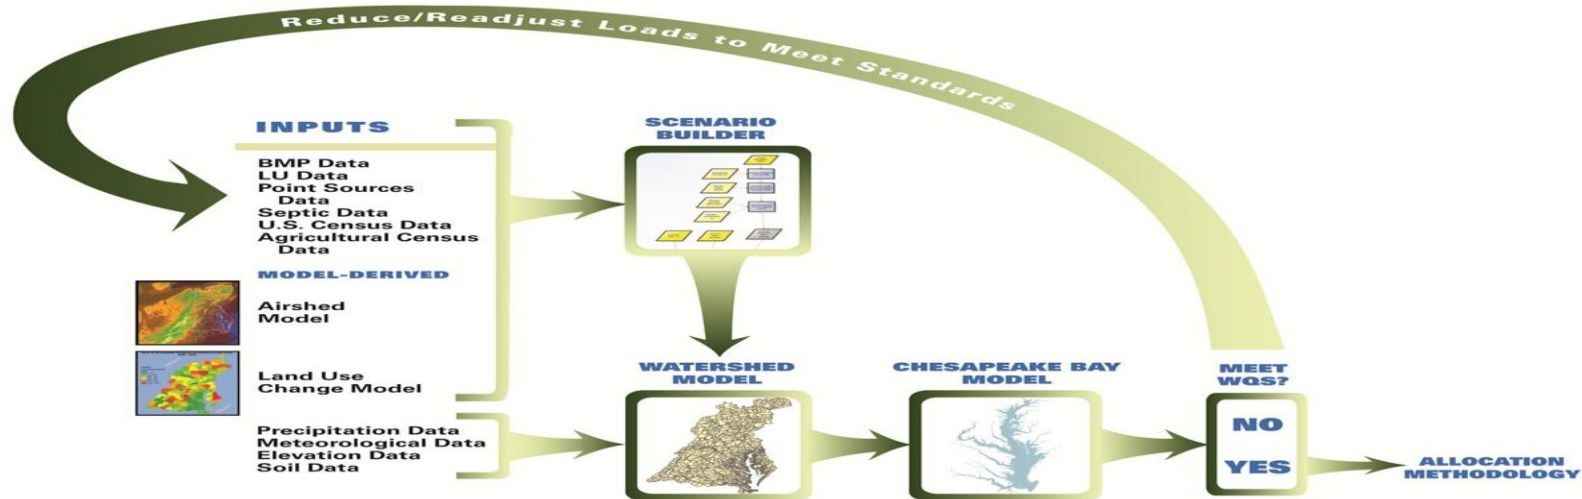 Reduce/Readjust Loads to Meet Standards
INPUTS
BMP Data
LU Data
Point Sources
Data
Septic Data
U.S. Census Data
Agricultural Census
Data
MODEL-DERIVED
Airshed
Model
Land Use
Change Model
Precipitation Data
Meteorological Data
Elevation Data
Soil Data
SCENARIO
BUILDER
WATERSHED
MODEL
CHESAPEAKE BAY
MODEL
MEET
WQS?
NO
YES
ALLOCATION
METHODOLOGY